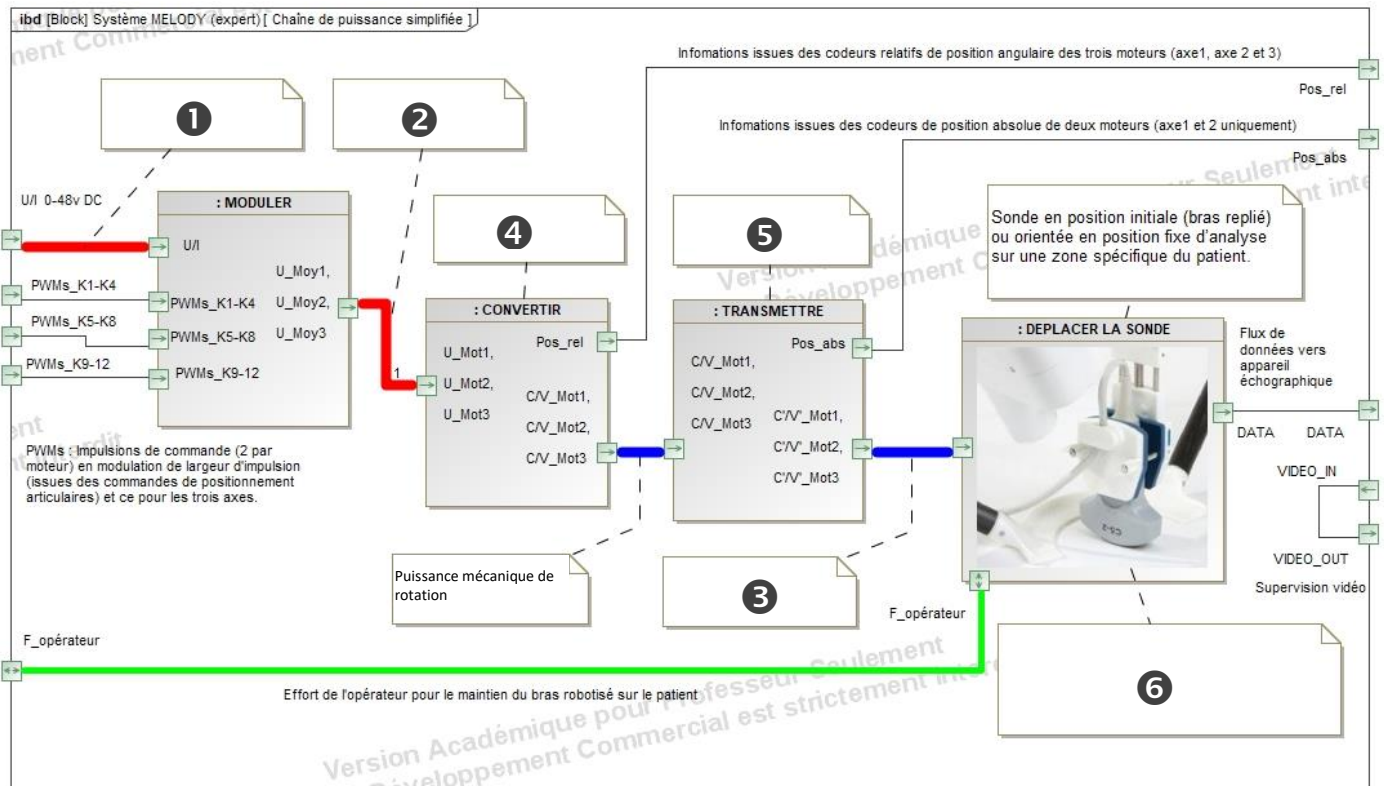 ibd [Block] Système MELODY (expert) [ Chaîne de puissance simplifiée ]
Infomations issues des codeurs relatifs de position angulaire des trois moteurs (axe1, axe 2 et 3)
Pos_rel
❶
❷
Infomations issues des codeurs de position absolue de deux moteurs (axe1 et 2 uniquement)
Pos_abs
U/I 0-48v DC
: MODULER
U/I
U_Moy1,
U_Moy2,
U_Moy3
PWMs_K1-K4
PWMs_K5-K8
PWMs_K9-12
PWMs_K1-K4
PWMs_K5-K8
PWMs_K9-12
PWMs : Impulsions de commande (2 par
moteur) en modulation de largeur d'impulsion
(issues des commandes de positionnement
articulaires) et ce pour les trois axes.
1
❹
: CONVERTIR
U_Mot1,
U_Mot2,
U_Mot3
Pos_rel
C/V_Mot1,
C/V_Mot2,
C/V_Mot3
❺
: TRANSMETTRE
Pos_abs
C/V_Mot1,
C/V_Mot2,
C/V_Mot3
C'/V'_Mot1,
C'/V'_Mot2,
C'/V'_Mot3
Sonde en position initiale (bras replié)
ou orientée en position fixe d'analyse
sur une zone spécifique du patient.
: DEPLACER LA SONDE
C5-2
Flux de
données vers
appareil
échographique
DATA
DATA
VIDEO_IN
VIDEO_OUT
Supervision vidéo
Puissance mécanique de
rotation
❸
F_opérateur
F_opérateur
Effort de l'opérateur pour le maintien du bras robotisé sur le patient
❻
Version Académique pour Professeur Seulement
Développement Commercial est strictement